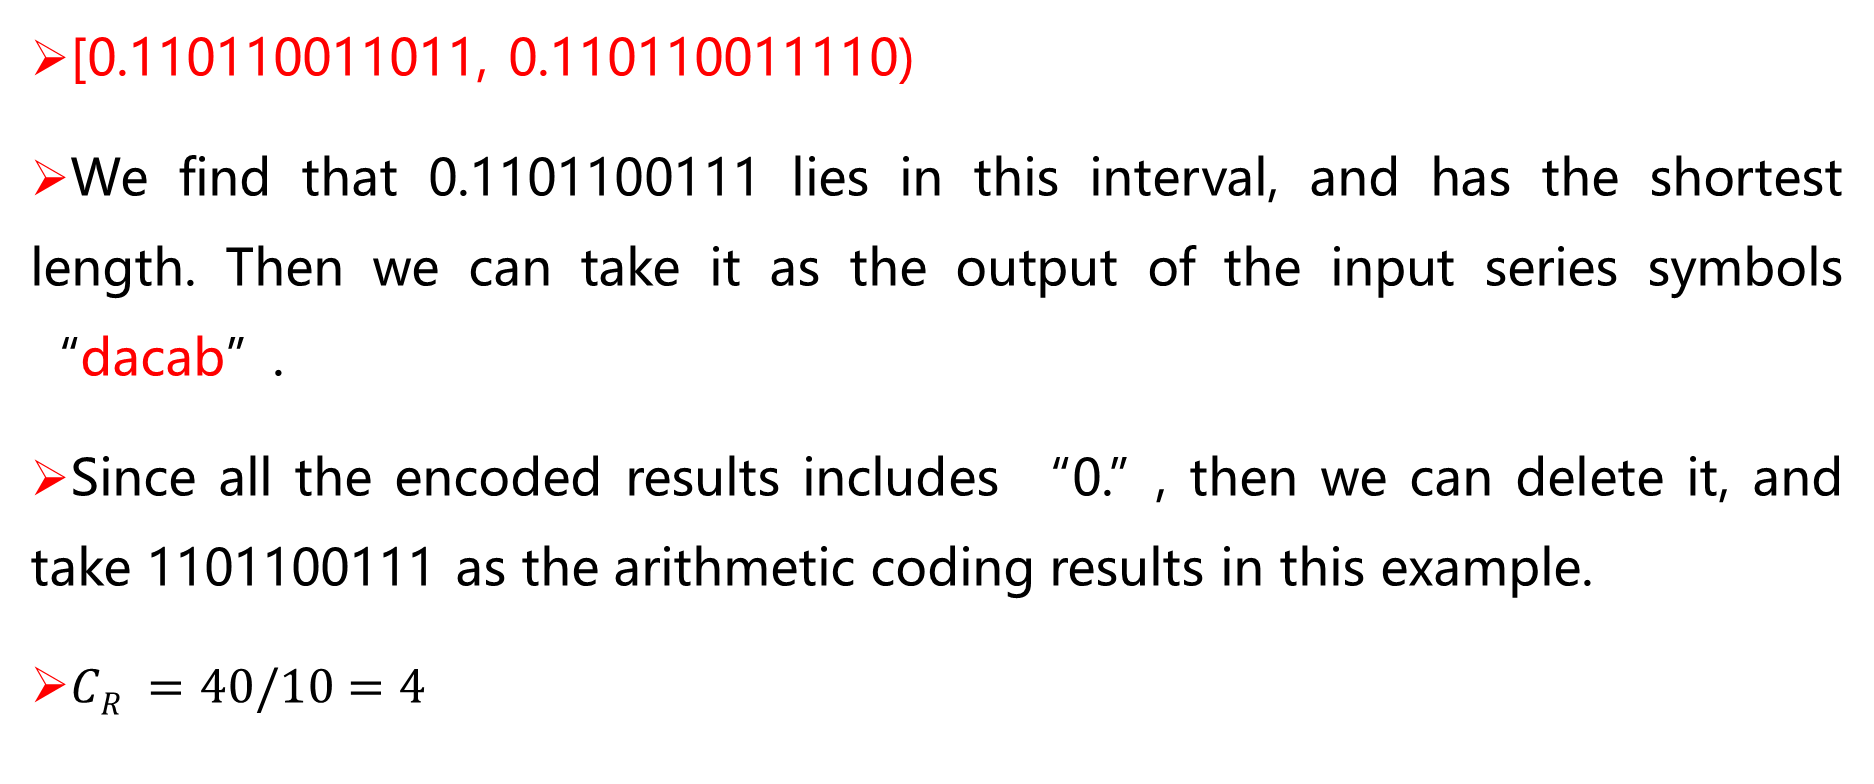 ➢[0.110110011011, 0.110110011110)
➢We find that 0.1101100111 lies in this interval, and has the shortest
length. Then we can take it as the output of the input series symbols
“dacab”.
➢Since all the encoded results includes “0.”, then we can delete it, and
take 1101100111 as the arithmetic coding results in this example.
➢C_R = 40/10 = 4